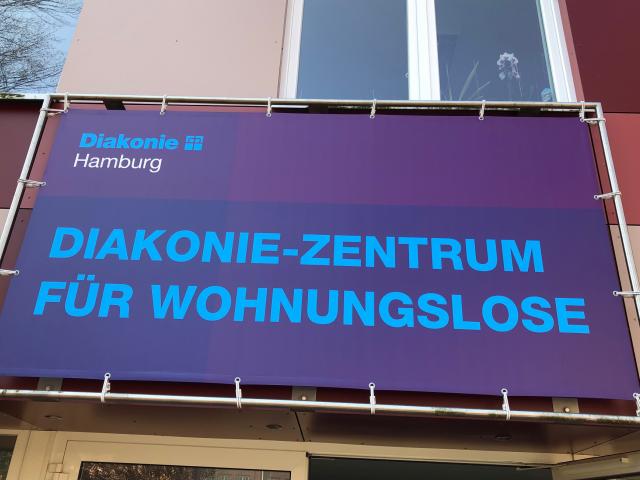 Diakonie
Hamburg
DIAKONIE-ZENTRUM
FÜR WOHNUNGSLOSE